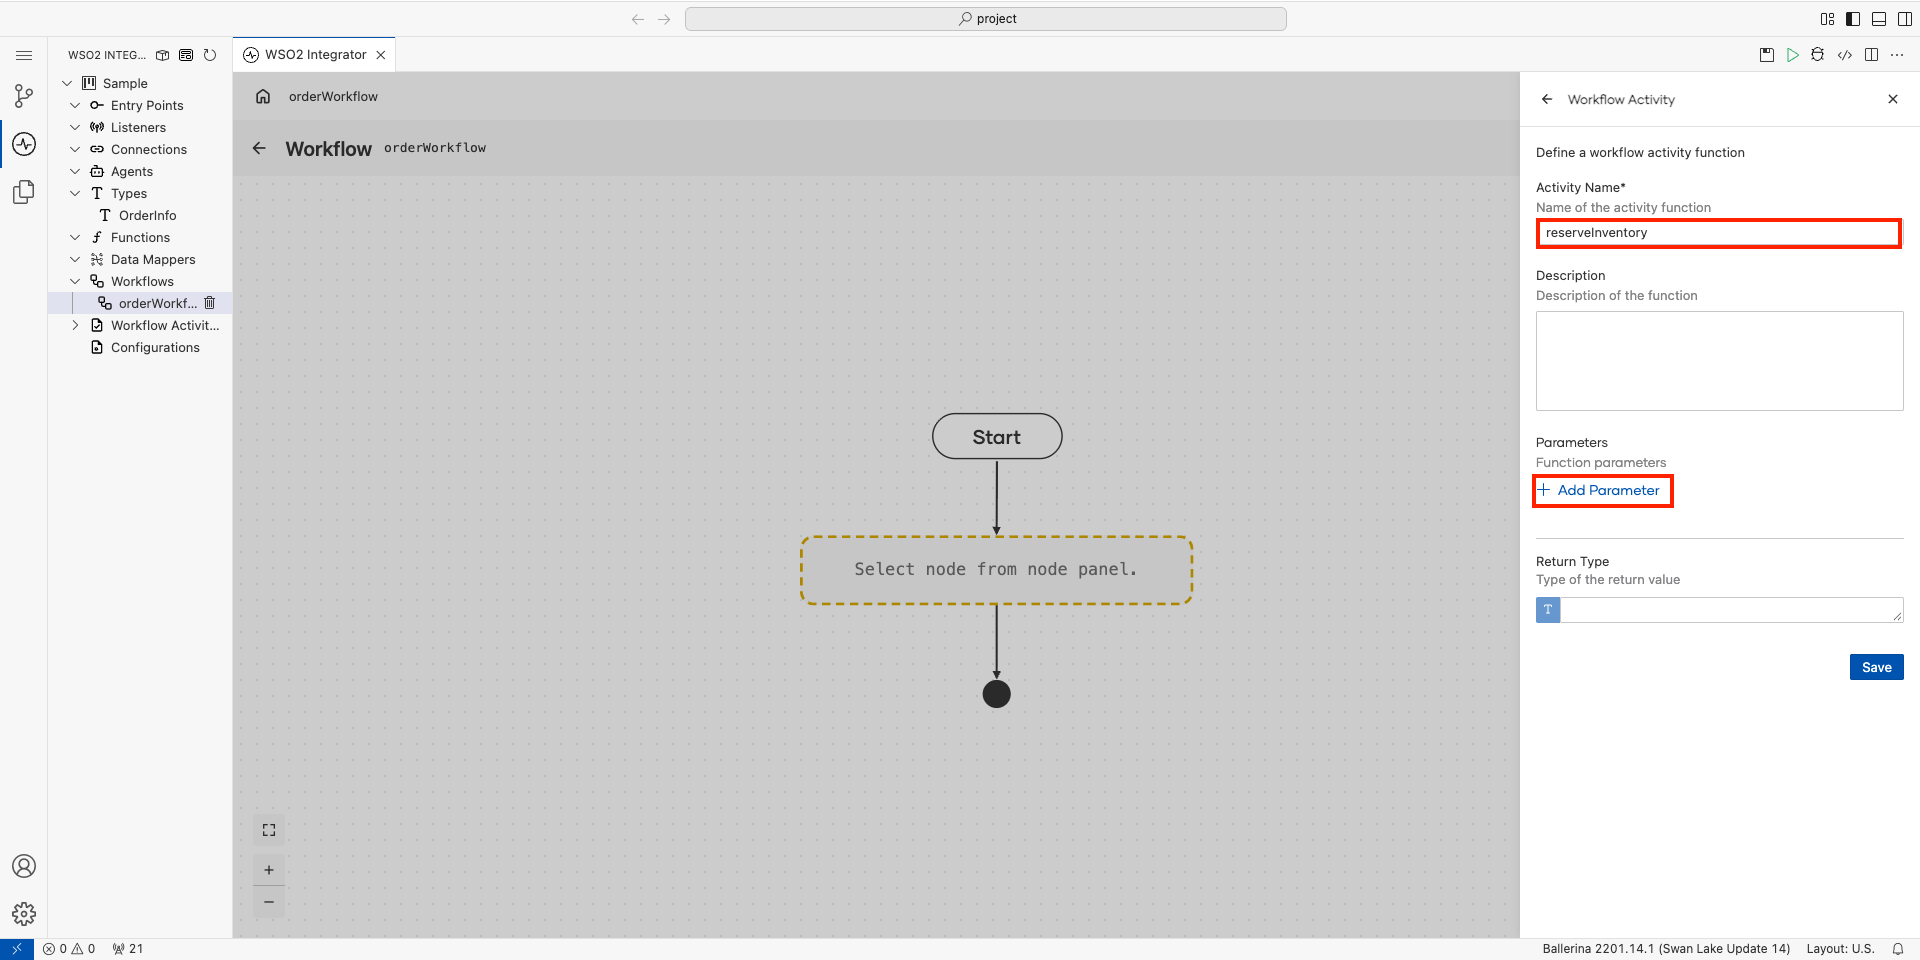 project
WSO2 INTEG...
WSO2 Integrator
Sample
Entry Points
Listeners
Connections
Agents
Types
OrderInfo
Functions
Data Mappers
Workflows
orderWorkf...
Workflow Activit...
Configurations
orderWorkflow
Workflow orderWorkflow
Start
Select node from node panel.
Workflow Activity
Define a workflow activity function
Activity Name*
Name of the activity function
reserveInventory
Description
Description of the function
Parameters
Function parameters
Add Parameter
Return Type
Type of the return value
T
Save
0 0 21
Ballerina 2201.14.1 (Swan Lake Update 14) Layout: U.S.